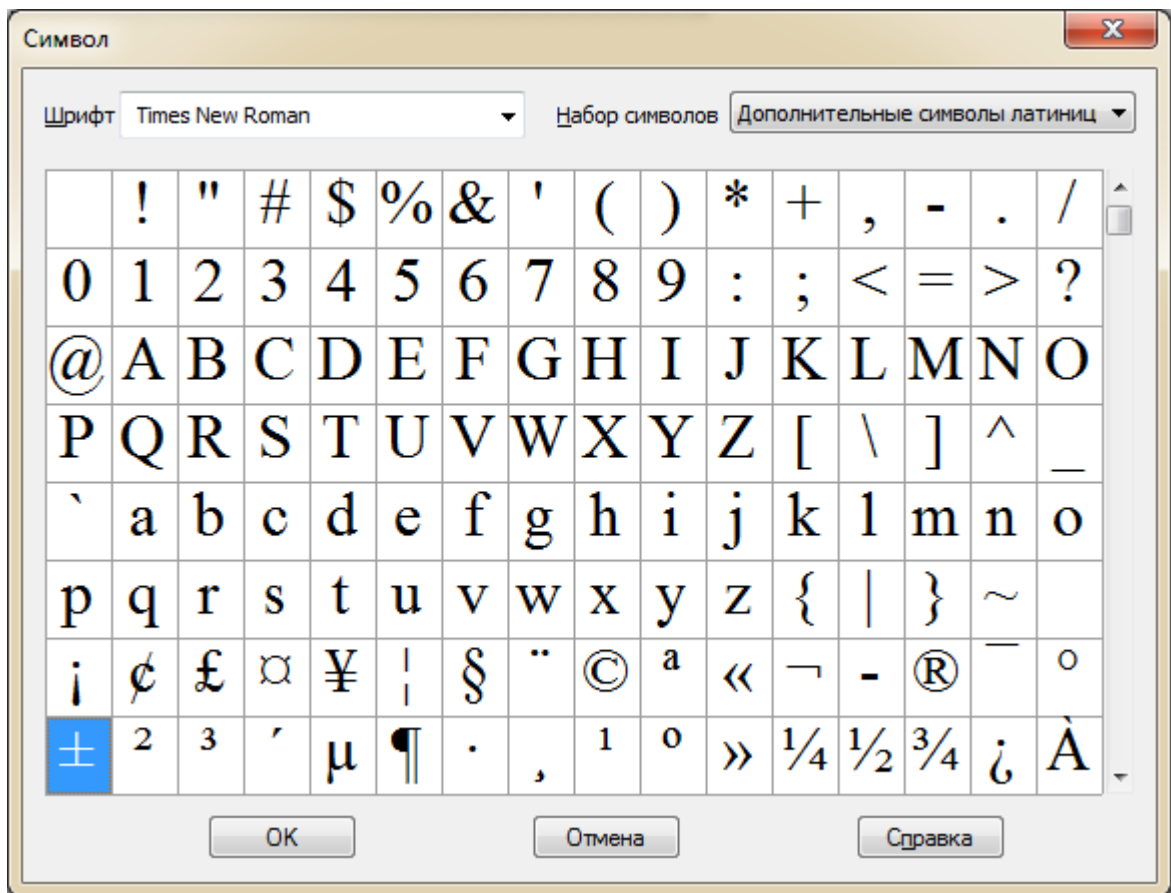 Символ
Шрифт Times New Roman Набор символов Дополнительные символы латиниц
! " # $ % & ' ( ) * + , - . /
0 1 2 3 4 5 6 7 8 9 : ; < = > ?
@ A B C D E F G H I J K L M N O
P Q R S T U V W X Y Z [ \ ] ^ _
` a b c d e f g h i j k l m n o
p q r s t u v w x y z { | } ~
¡ ¢ £ ¤ ¥ ¦ § ¨ © ª « ¬ - ® ¯ °
± ² ³ ´ µ ¶ · ¸ ¹ º » ¼ ½ ¾ ¿ À
OK Отмена Справка